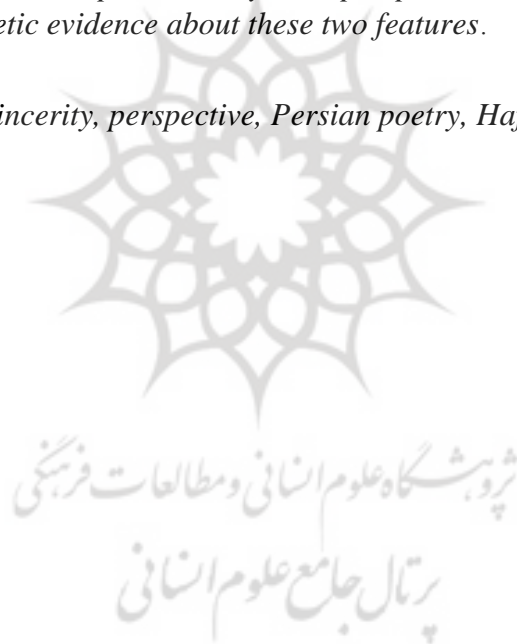 etic evidence about these two features.
incerity, perspective, Persian poetry, Ha
پژوهشگاه علوم انسانی و مطالعات فرهنگی
پرتال جامع علوم انسانی